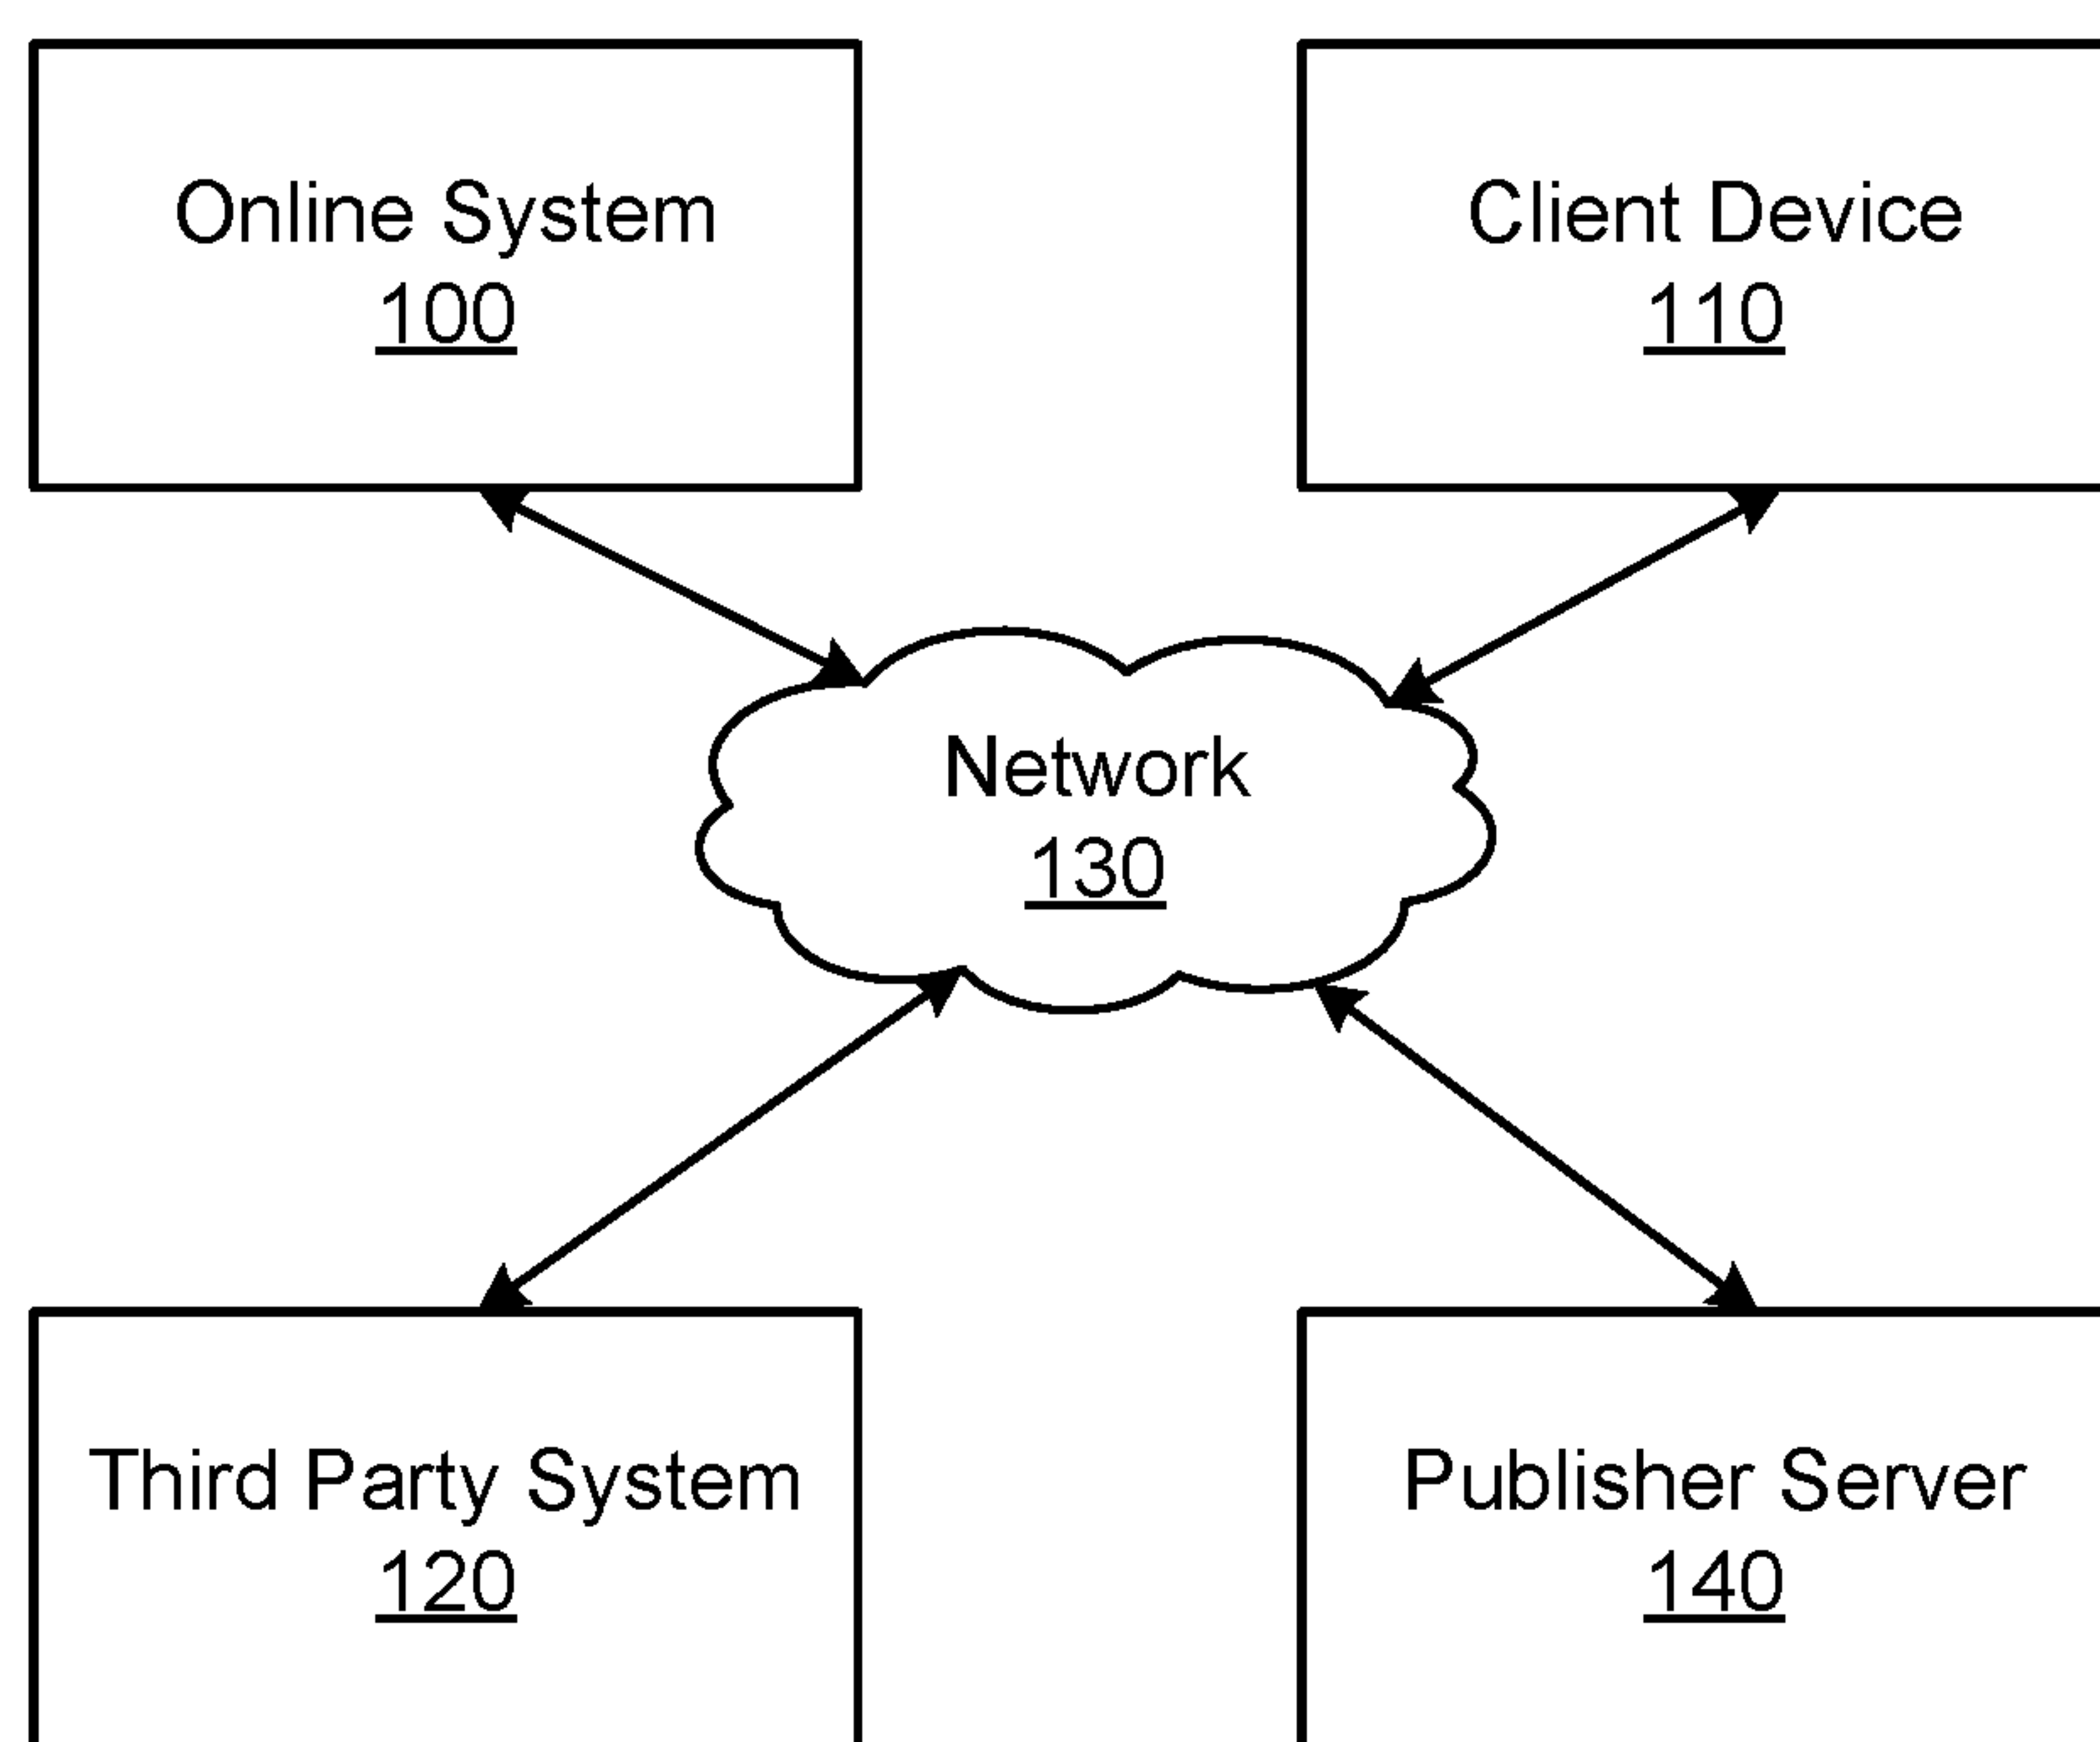 Online System
100
Client Device
110
Network
130
Third Party System
120
Publisher Server
140